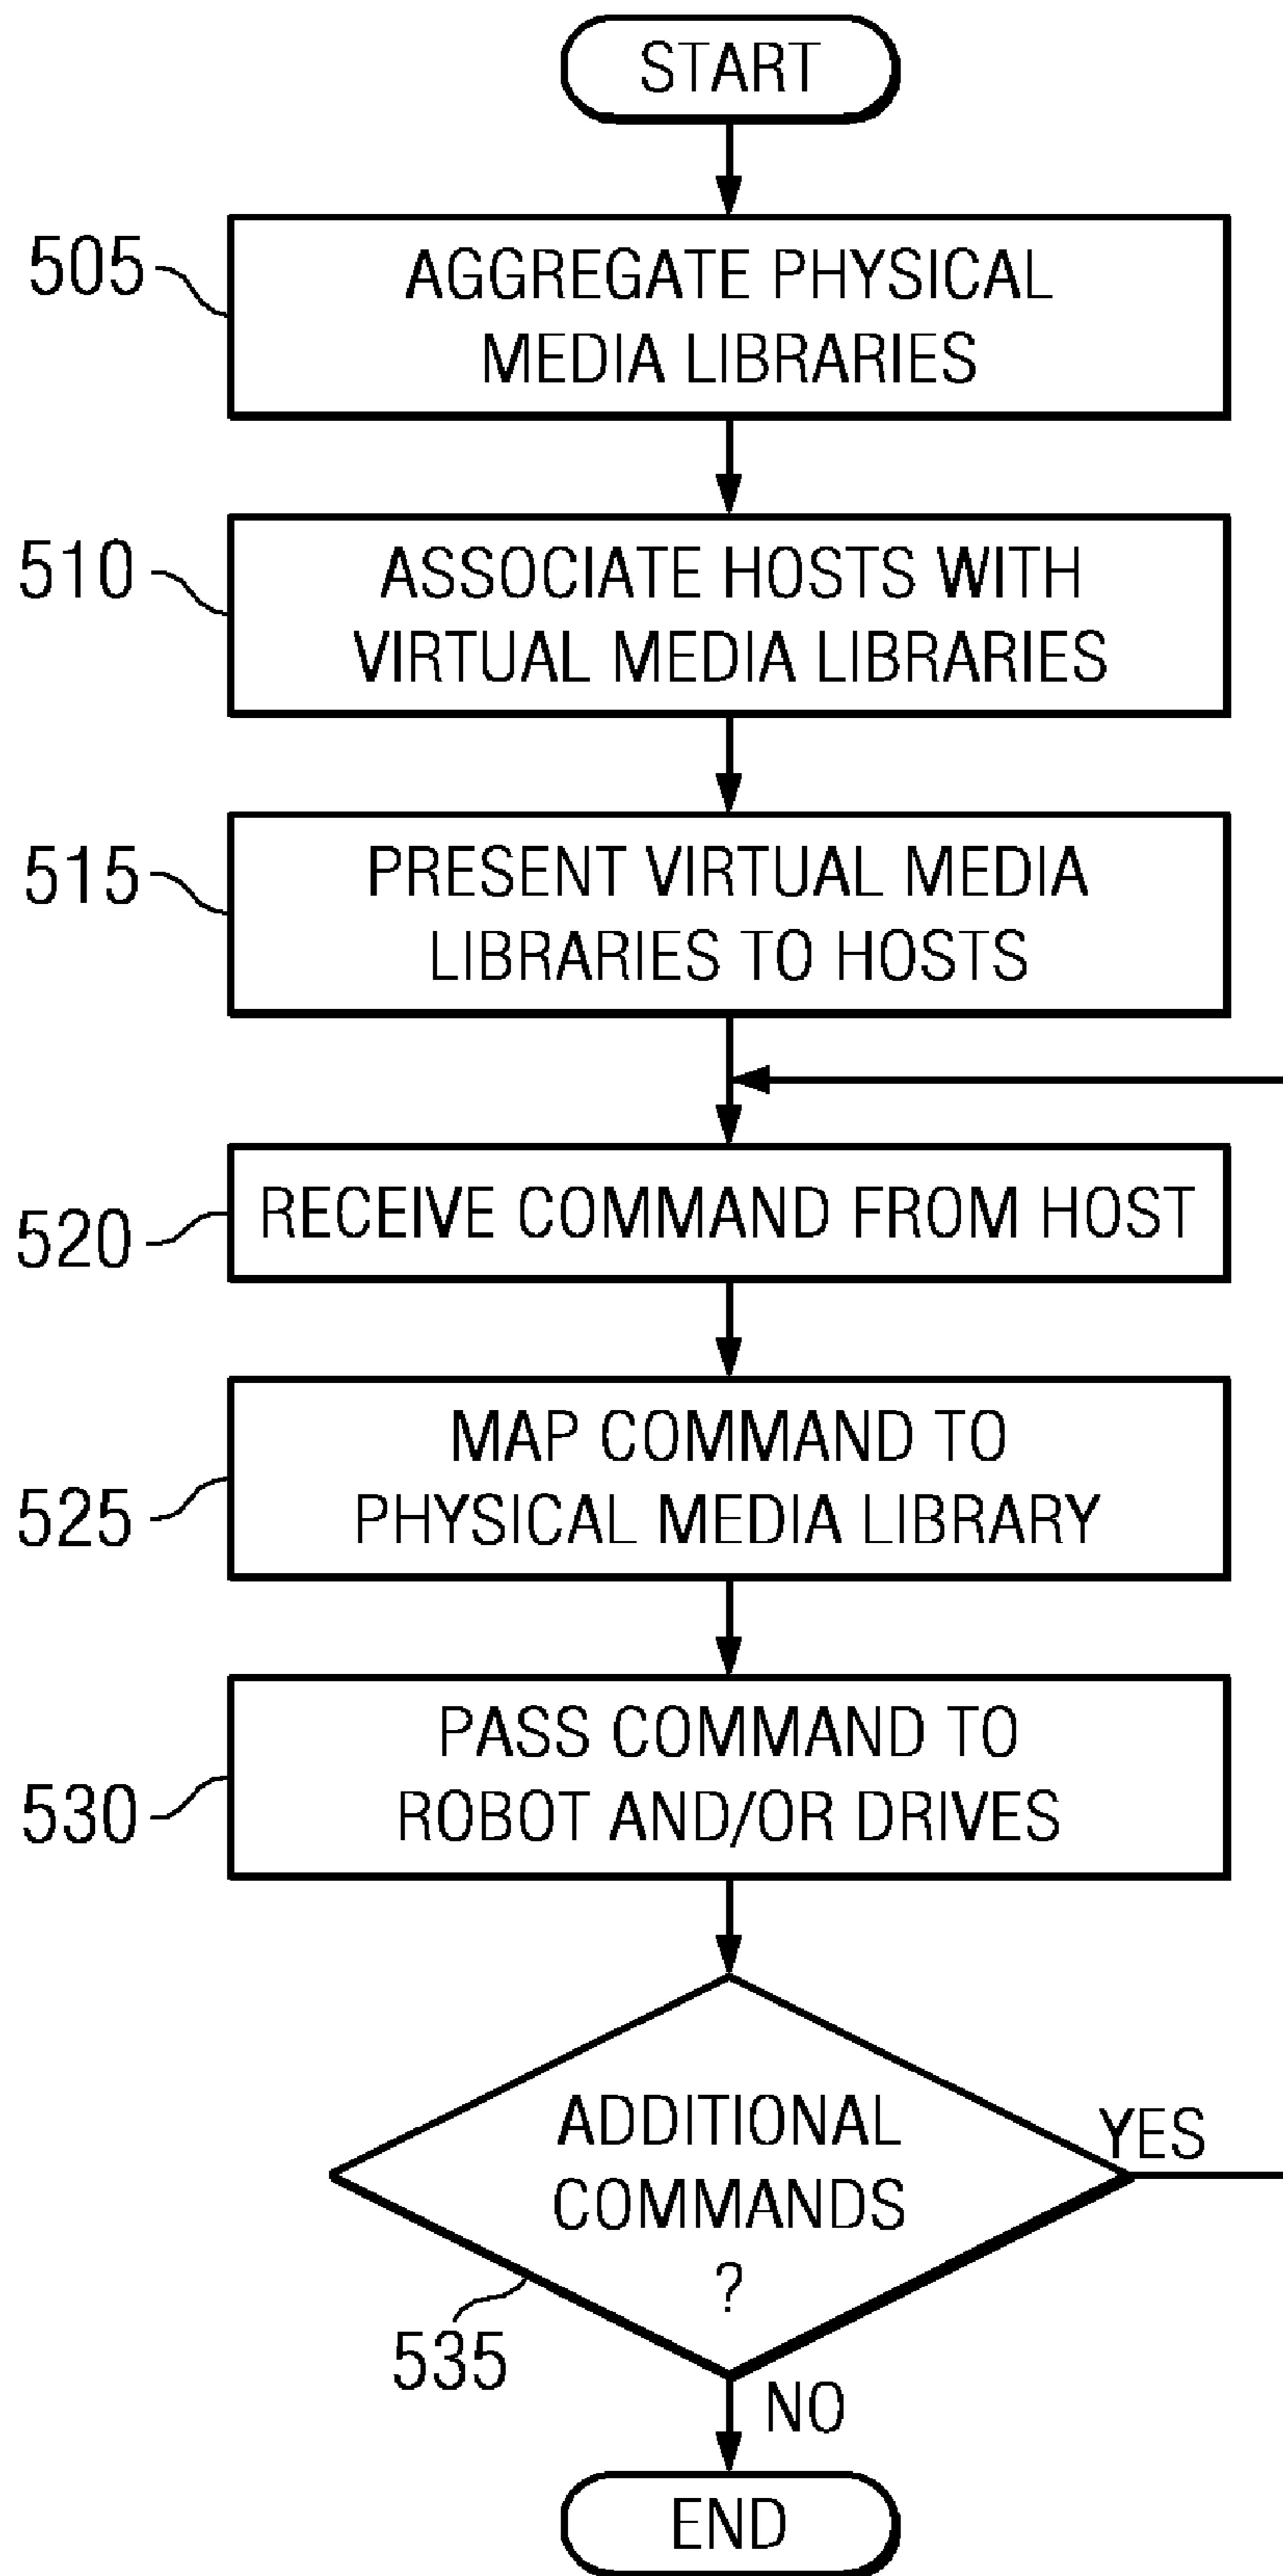 START
505
AGGREGATE PHYSICAL
MEDIA LIBRARIES
510
ASSOCIATE HOSTS WITH
VIRTUAL MEDIA LIBRARIES
515
PRESENT VIRTUAL MEDIA
LIBRARIES TO HOSTS
520
RECEIVE COMMAND FROM HOST
525
MAP COMMAND TO
PHYSICAL MEDIA LIBRARY
530
PASS COMMAND TO
ROBOT AND/OR DRIVES
ADDITIONAL
COMMANDS
?
YES
535
NO
END